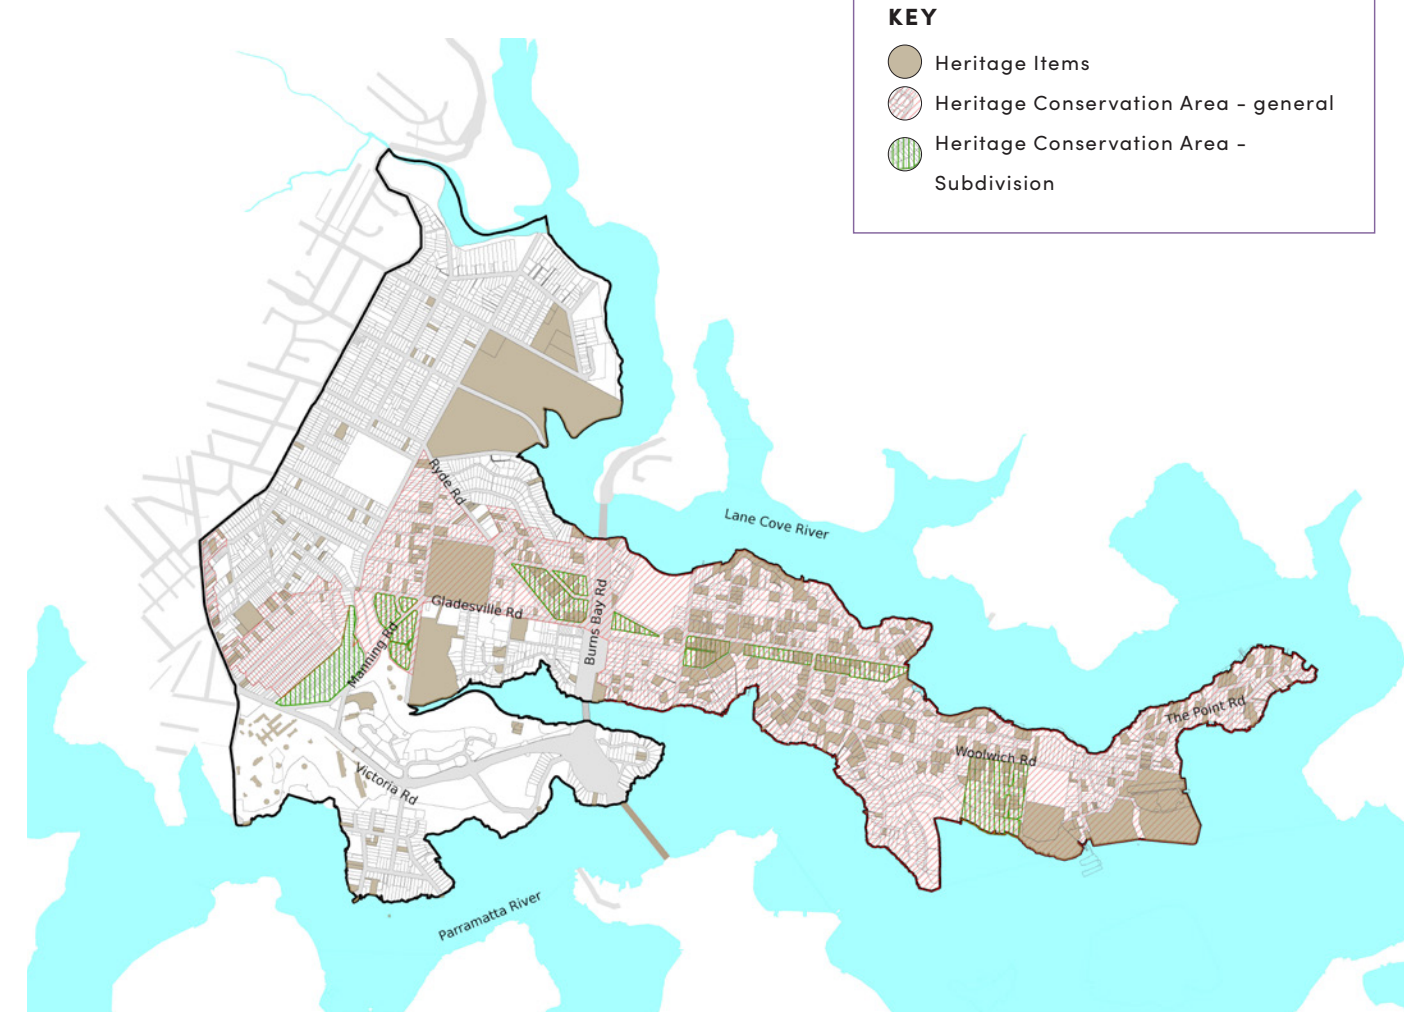 KEY
Heritage Items
Heritage Conservation Area - general
Heritage Conservation Area -
Subdivision
Ryde Rd
Lane Cove River
Gladesville Rd
Burns Bay Rd
Manning Rd
The Point Rd
Woolwich Rd
Victoria Rd
Parramatta River